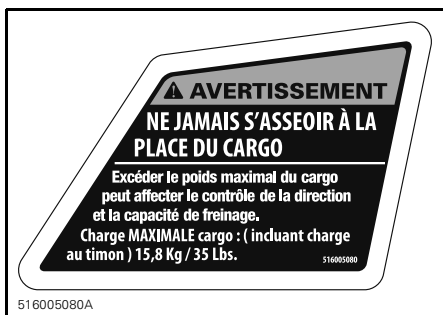 AVERTISSEMENT
NE JAMAIS S'ASSEOIR À LA
PLACE DU CARGO
Excéder le poids maximal du cargo
peut affecter le contrôle de la direction
et la capacité de freinage.
Charge MAXIMALE cargo : ( incluant charge
au timon ) 15,8 Kg / 35 Lbs.
516005080
516005080A